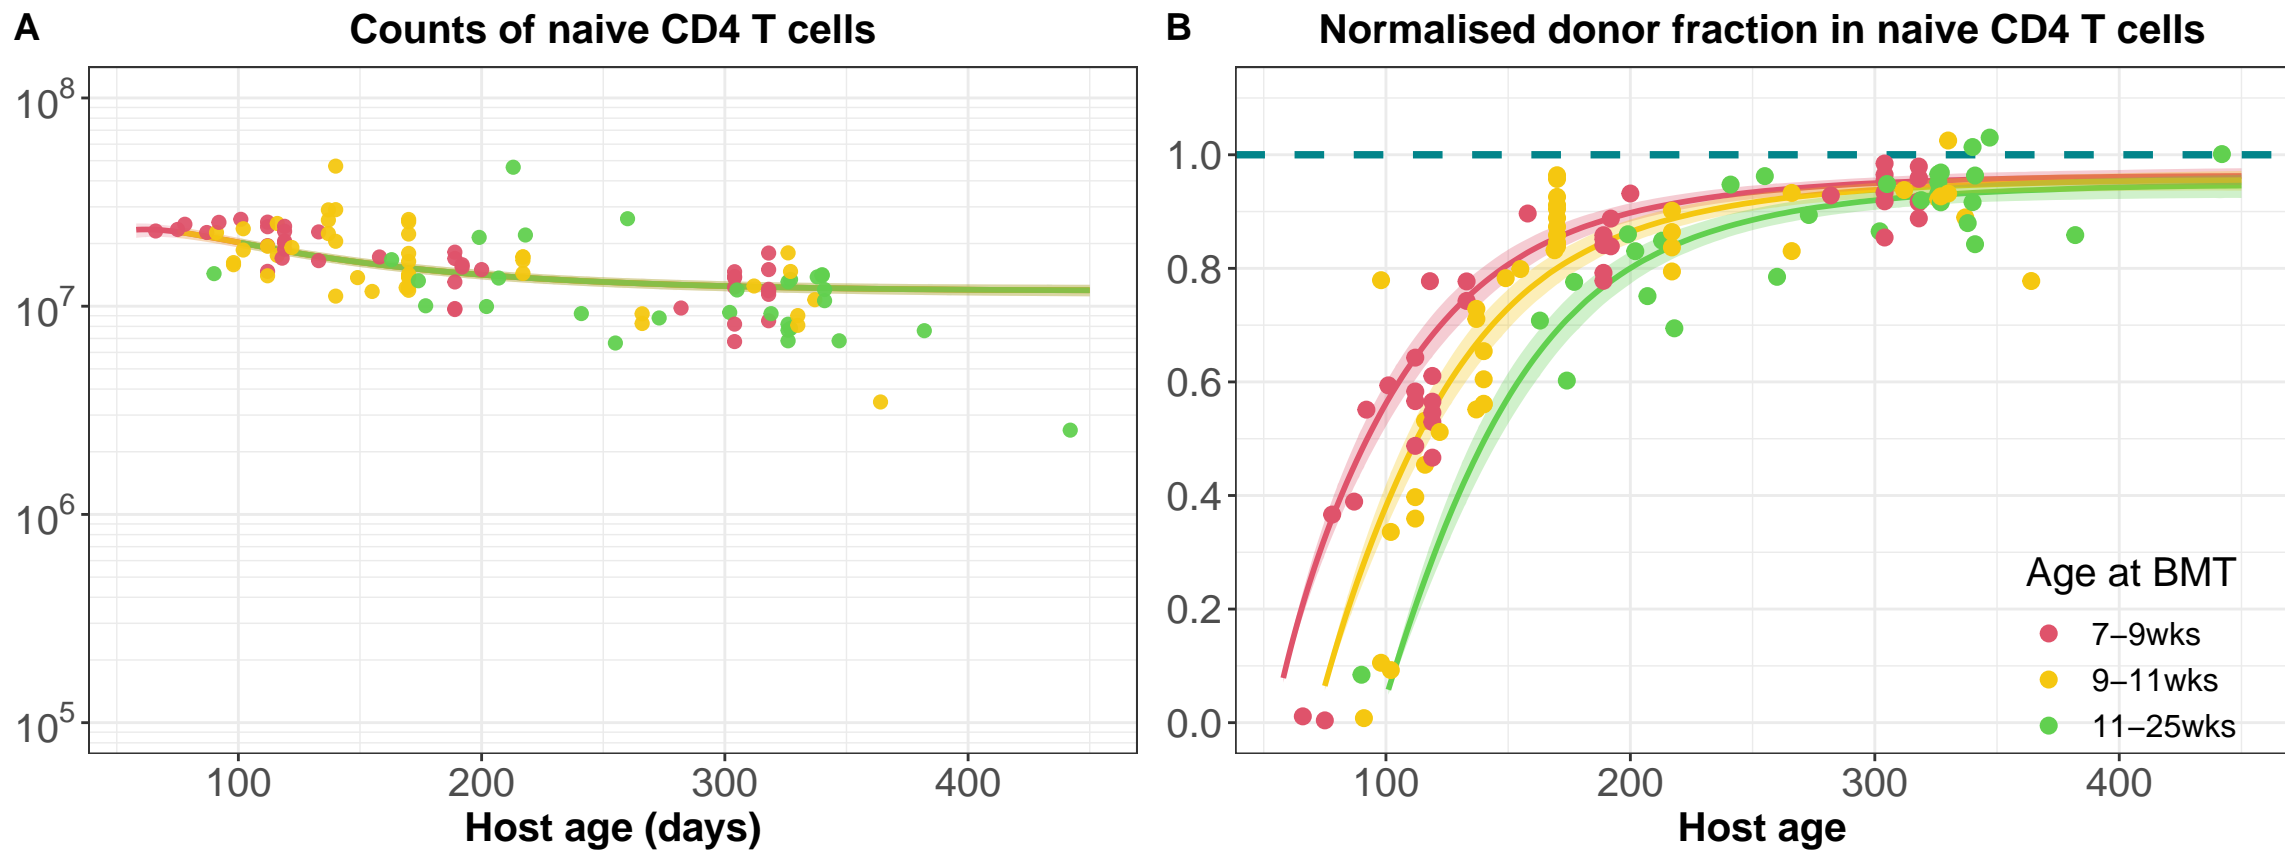 A Counts of naive CD4 T cells
10^8
10^7
10^6
10^5
100 200 300 400
Host age (days)
B Normalised donor fraction in naive CD4 T cells
1.0
0.8
0.6
0.4
0.2
0.0
Age at BMT
7−9wks
9−11wks
11−25wks
100 200 300 400
Host age